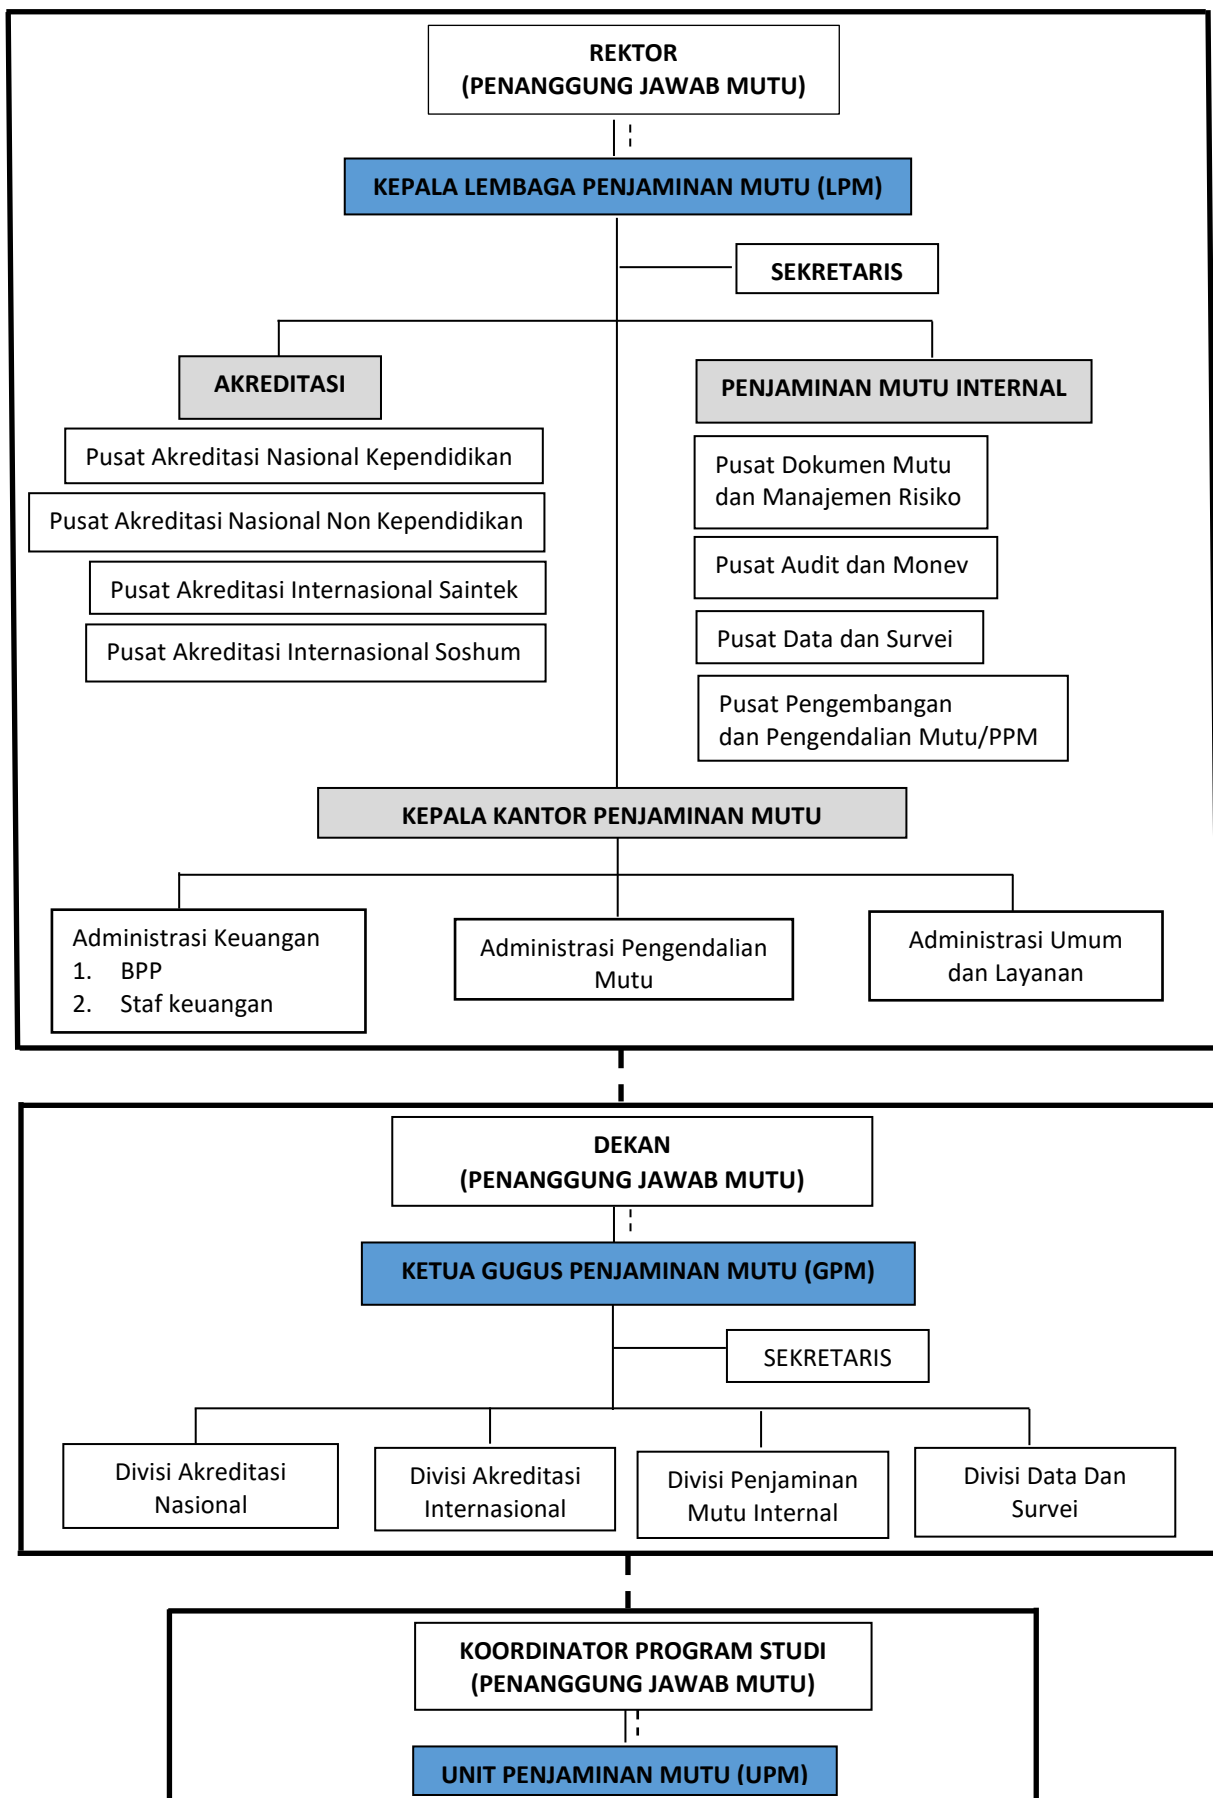 REKTOR
(PENANGGUNG JAWAB MUTU)
KEPALA LEMBAGA PENJAMINAN MUTU (LPM)
SEKRETARIS
AKREDITASI
Pusat Akreditasi Nasional Kependidikan
Pusat Akreditasi Nasional Non Kependidikan
Pusat Akreditasi Internasional Saintek
Pusat Akreditasi Internasional Soshum
PENJAMINAN MUTU INTERNAL
Pusat Dokumen Mutu
dan Manajemen Risiko
Pusat Audit dan Monev
Pusat Data dan Survei
Pusat Pengembangan
dan Pengendalian Mutu/PPM
KEPALA KANTOR PENJAMINAN MUTU
Administrasi Keuangan
1. BPP
2. Staf keuangan
Administrasi Pengendalian
Mutu
Administrasi Umum
dan Layanan
DEKAN
(PENANGGUNG JAWAB MUTU)
KETUA GUGUS PENJAMINAN MUTU (GPM)
SEKRETARIS
Divisi Akreditasi
Nasional
Divisi Akreditasi
Internasional
Divisi Penjaminan
Mutu Internal
Divisi Data Dan
Survei
KOORDINATOR PROGRAM STUDI
(PENANGGUNG JAWAB MUTU)
UNIT PENJAMINAN MUTU (UPM)